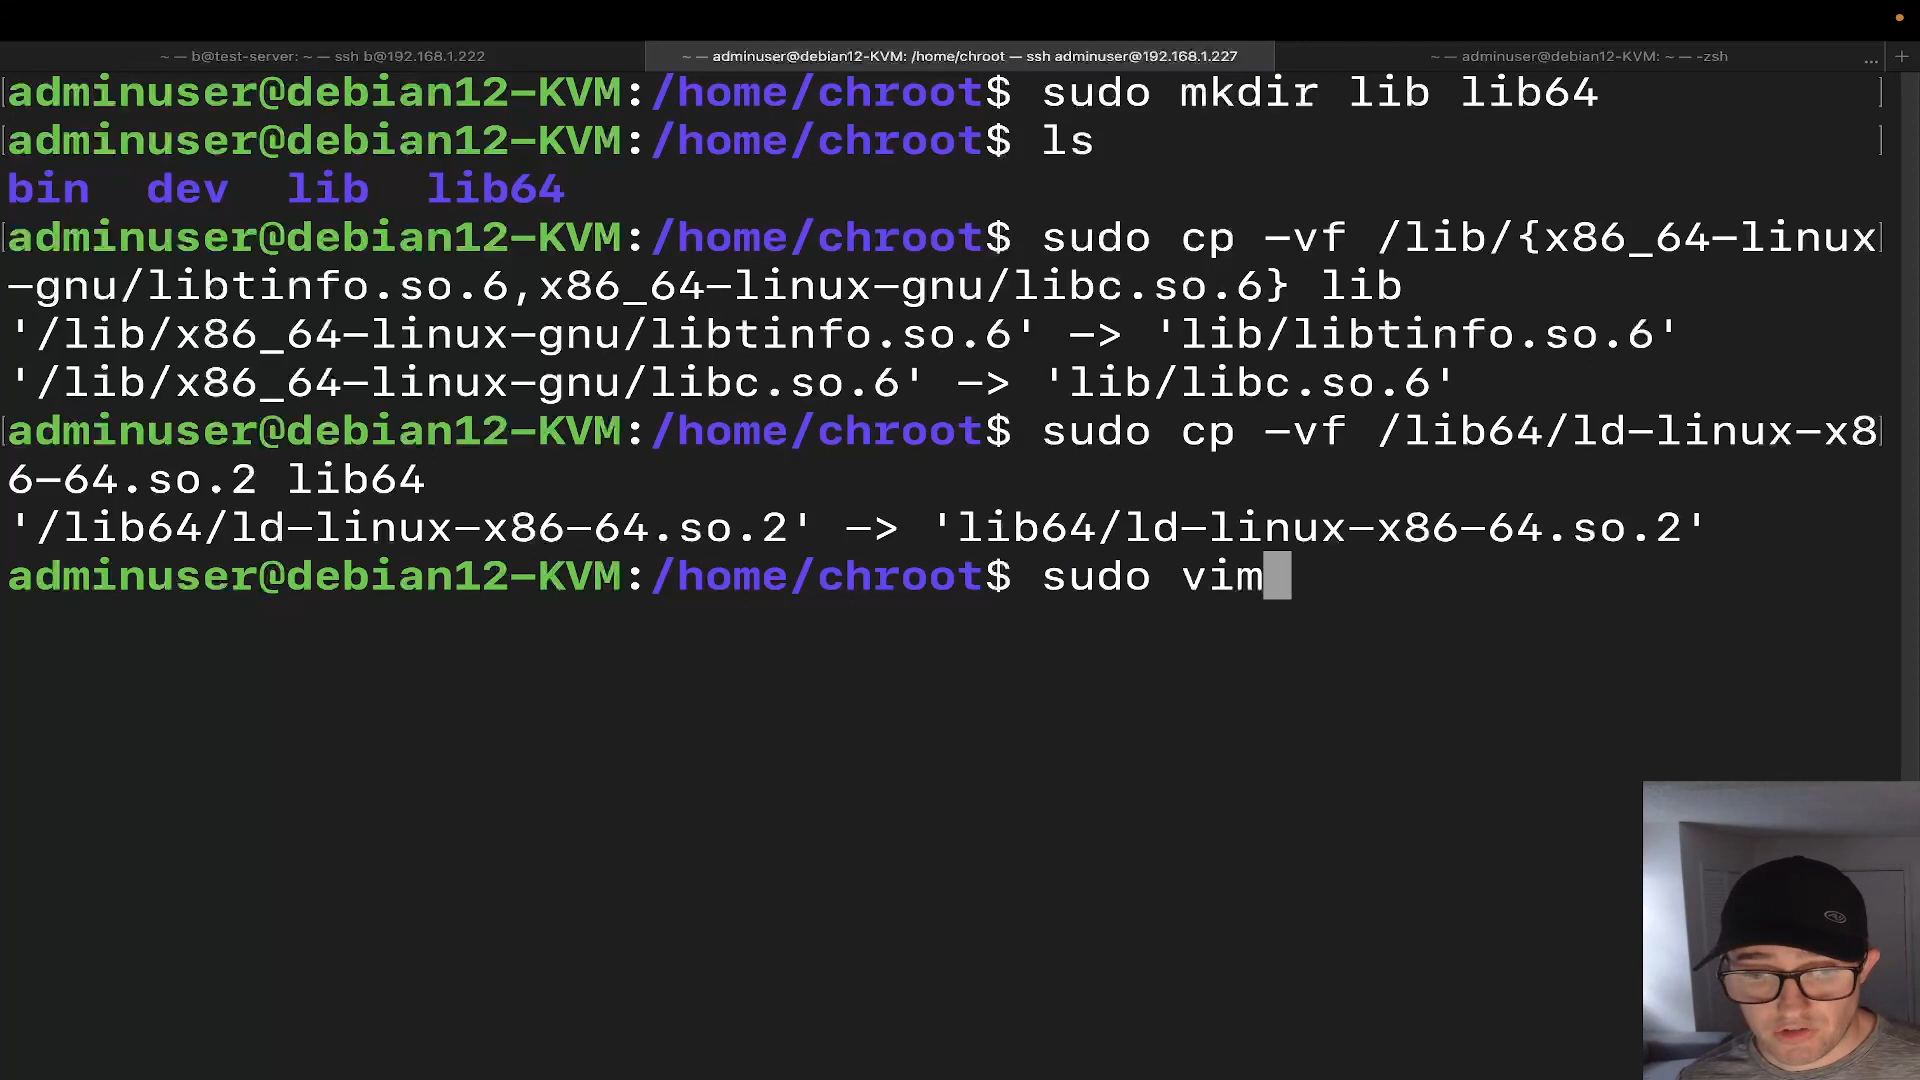 ~ — b@test-server: ~ — ssh b@192.168.1.222
~ — adminuser@debian12-KVM: /home/chroot — ssh adminuser@192.168.1.227
~ — adminuser@debian12-KVM: ~ — -zsh
... +
adminuser@debian12-KVM:/home/chroot$ sudo mkdir lib lib64
adminuser@debian12-KVM:/home/chroot$ ls
bin dev lib lib64
adminuser@debian12-KVM:/home/chroot$ sudo cp -vf /lib/{x86_64-linux
-gnu/libtinfo.so.6,x86_64-linux-gnu/libc.so.6} lib
'/lib/x86_64-linux-gnu/libtinfo.so.6' -> 'lib/libtinfo.so.6'
'/lib/x86_64-linux-gnu/libc.so.6' -> 'lib/libc.so.6'
adminuser@debian12-KVM:/home/chroot$ sudo cp -vf /lib64/ld-linux-x8
6-64.so.2 lib64
'/lib64/ld-linux-x86-64.so.2' -> 'lib64/ld-linux-x86-64.so.2'
adminuser@debian12-KVM:/home/chroot$ sudo vim